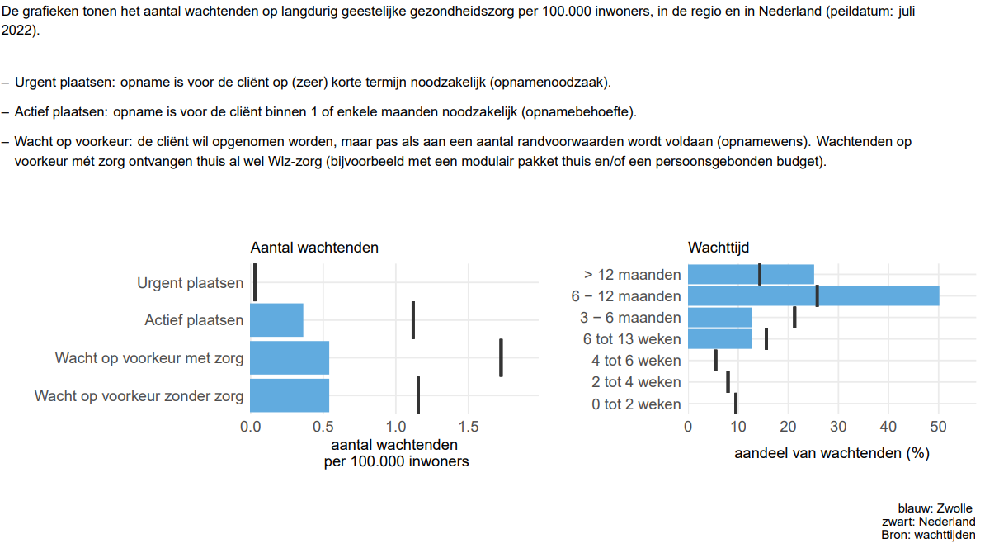 De grafieken tonen het aantal wachtenden op langdurig geestelijke gezondheidszorg per 100.000 inwoners, in de regio en in Nederland (peildatum: juli
2022).
– Urgent plaatsen: opname is voor de cliënt op (zeer) korte termijn noodzakelijk (opnamenoodzaak).
– Actief plaatsen: opname is voor de cliënt binnen 1 of enkele maanden noodzakelijk (opnamebehoefte).
– Wacht op voorkeur: de cliënt wil opgenomen worden, maar pas als aan een aantal randvoorwaarden wordt voldaan (opnamewens). Wachtenden op
voorkeur mét zorg ontvangen thuis al wel Wlz-zorg (bijvoorbeeld met een modulair pakket thuis en/of een persoonsgebonden budget).
Aantal wachtenden
Urgent plaatsen
Actief plaatsen
Wacht op voorkeur met zorg
Wacht op voorkeur zonder zorg
0.0 0.5 1.0 1.5
aantal wachtenden
per 100.000 inwoners
Wachttijd
> 12 maanden
6 − 12 maanden
3 − 6 maanden
6 tot 13 weken
4 tot 6 weken
2 tot 4 weken
0 tot 2 weken
0 10 20 30 40 50
aandeel van wachtenden (%)
blauw: Zwolle
zwart: Nederland
Bron: wachttijden